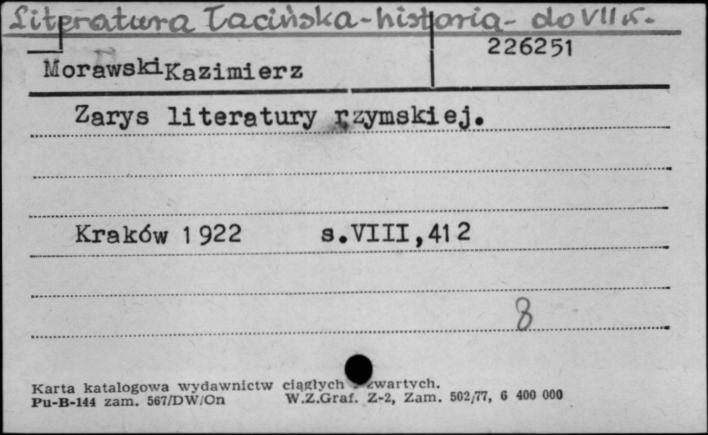 Literatura łacińska - historia - do VII w.
226251
Morawski Kazimierz
Zarys literatury rzymskiej.
Kraków 1922 s.VIII,412
8
Karta katalogowa wydawnictw ciągłych zwartych.
Pu-B-144 zam. 567/DW/On W.Z.Graf. Z-2, Zam. 502/77, 6 400 000